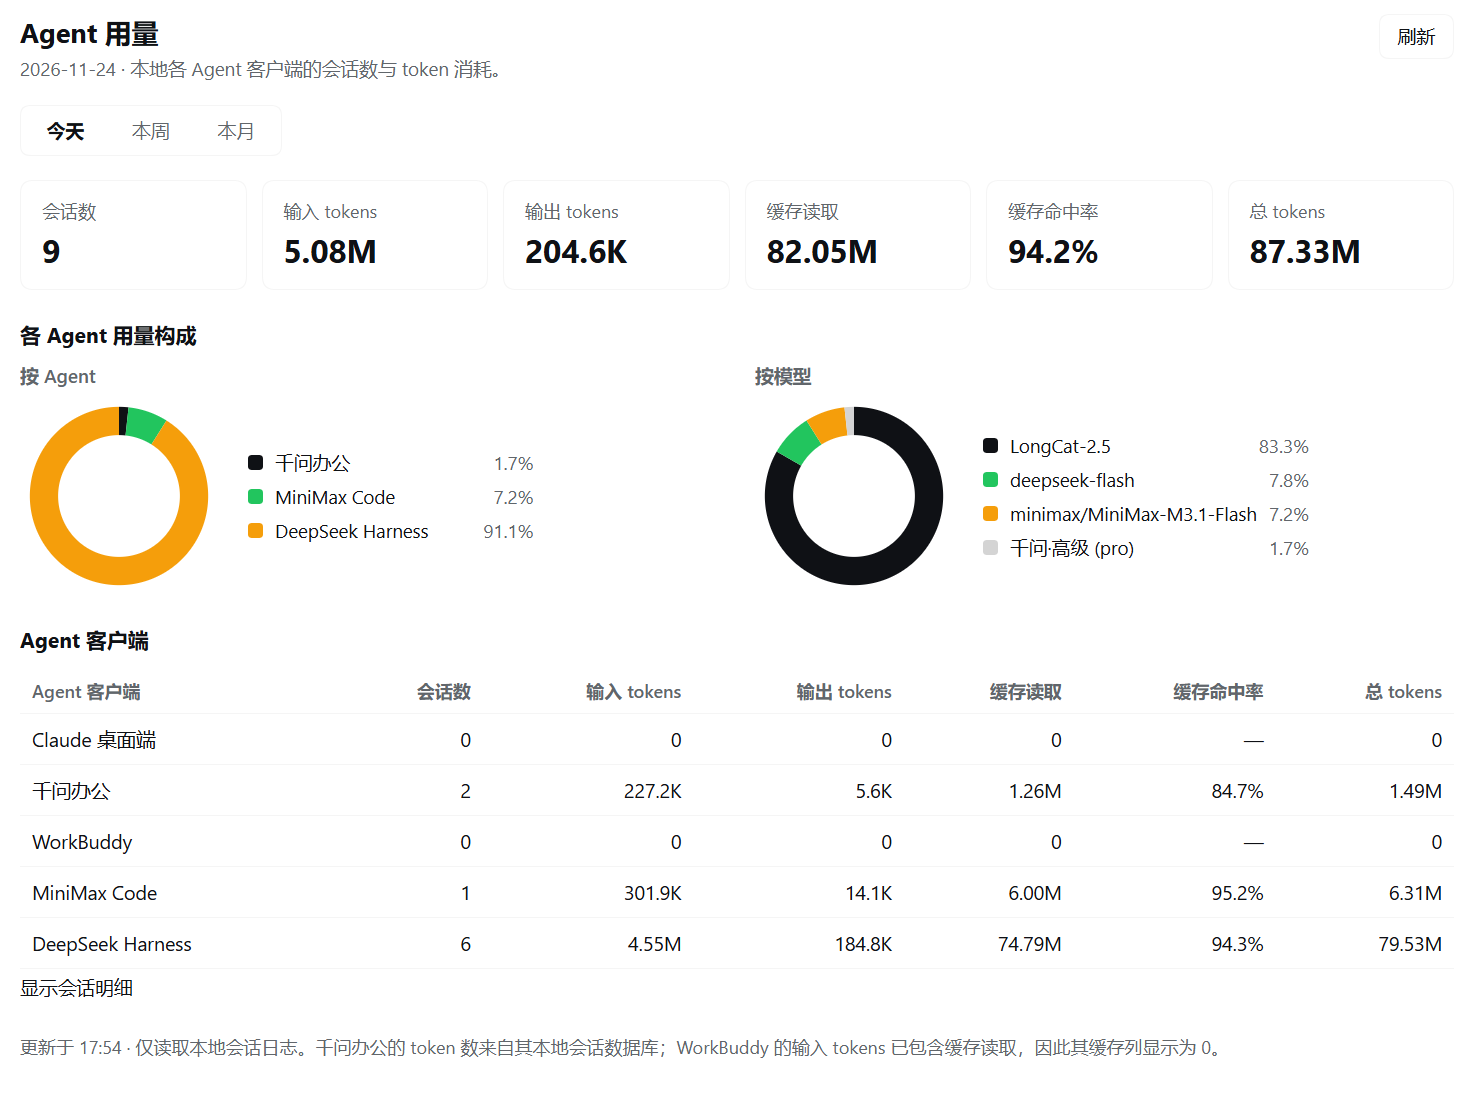 Agent 用量
刷新
2026-11-24 · 本地各 Agent 客户端的会话数与 token 消耗。
今天 本周 本月
会话数 输入 tokens 输出 tokens 缓存读取 缓存命中率 总 tokens
9 5.08M 204.6K 82.05M 94.2% 87.33M
各 Agent 用量构成
按 Agent
千问办公 1.7%
MiniMax Code 7.2%
DeepSeek Harness 91.1%
按模型
LongCat-2.5 83.3%
deepseek-flash 7.8%
minimax/MiniMax-M3.1-Flash 7.2%
千问·高级 (pro) 1.7%
Agent 客户端
Agent 客户端 会话数 输入 tokens 输出 tokens 缓存读取 缓存命中率 总 tokens
Claude 桌面端 0 0 0 0 — 0
千问办公 2 227.2K 5.6K 1.26M 84.7% 1.49M
WorkBuddy 0 0 0 0 — 0
MiniMax Code 1 301.9K 14.1K 6.00M 95.2% 6.31M
DeepSeek Harness 6 4.55M 184.8K 74.79M 94.3% 79.53M
显示会话明细
更新于 17:54 · 仅读取本地会话日志。千问办公的 token 数来自其本地会话数据库；WorkBuddy 的输入 tokens 已包含缓存读取，因此其缓存列显示为 0。